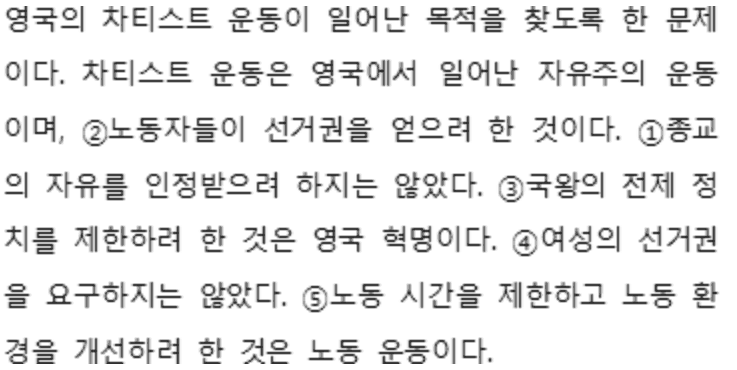 영국의 차티스트 운동이 일어난 목적을 찾도록 한 문제
이다. 차티스트 운동은 영국에서 일어난 자유주의 운동
이며, ②노동자들이 선거권을 얻으려 한 것이다. ①종교
의 자유를 인정받으려 하지는 않았다. ③국왕의 전제 정
치를 제한하려 한 것은 영국 혁명이다. ④여성의 선거권
을 요구하지는 않았다. ⑤노동 시간을 제한하고 노동 환
경을 개선하려 한 것은 노동 운동이다.